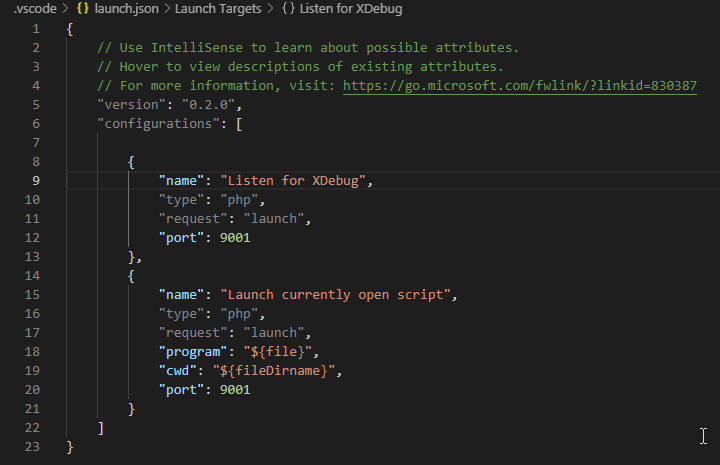 .vscode > {} launch.json > Launch Targets > {} Listen for XDebug
1 {
2 // Use IntelliSense to learn about possible attributes.
3 // Hover to view descriptions of existing attributes.
4 // For more information, visit: https://go.microsoft.com/fwlink/?linkid=830387
5 "version": "0.2.0",
6 "configurations": [
7
8 {
9 "name": "Listen for XDebug",
10 "type": "php",
11 "request": "launch",
12 "port": 9001
13 },
14 {
15 "name": "Launch currently open script",
16 "type": "php",
17 "request": "launch",
18 "program": "${file}",
19 "cwd": "${fileDirname}",
20 "port": 9001
21 }
22 ]
23 }